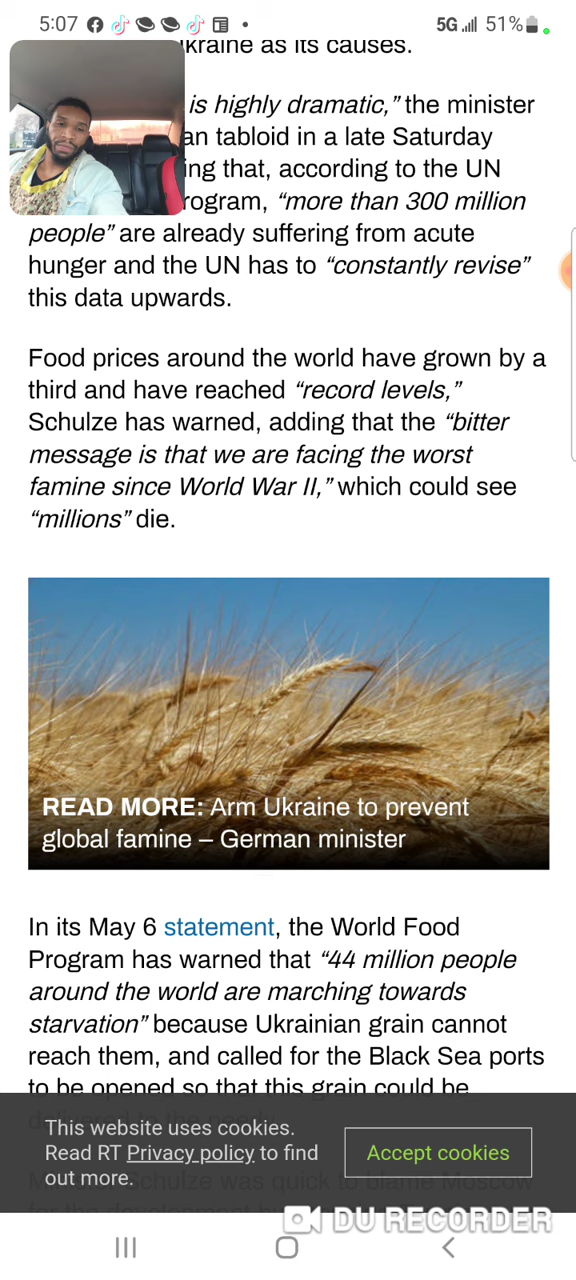 5:07
5G 51%
kraine as its causes.
is highly dramatic,” the minister
an tabloid in a late Saturday
ing that, according to the UN
rogram, “more than 300 million
people” are already suffering from acute
hunger and the UN has to “constantly revise”
this data upwards.
Food prices around the world have grown by a
third and have reached “record levels,”
Schulze has warned, adding that the “bitter
message is that we are facing the worst
famine since World War II,” which could see
“millions” die.
READ MORE: Arm Ukraine to prevent
global famine – German minister
In its May 6 statement, the World Food
Program has warned that “44 million people
around the world are marching towards
starvation” because Ukrainian grain cannot
reach them, and called for the Black Sea ports
to be opened so that this grain could be
This website uses cookies.
Read RT Privacy policy to find
out more.
Accept cookies
Schulze was quick to blame Moscow
DU RECORDER